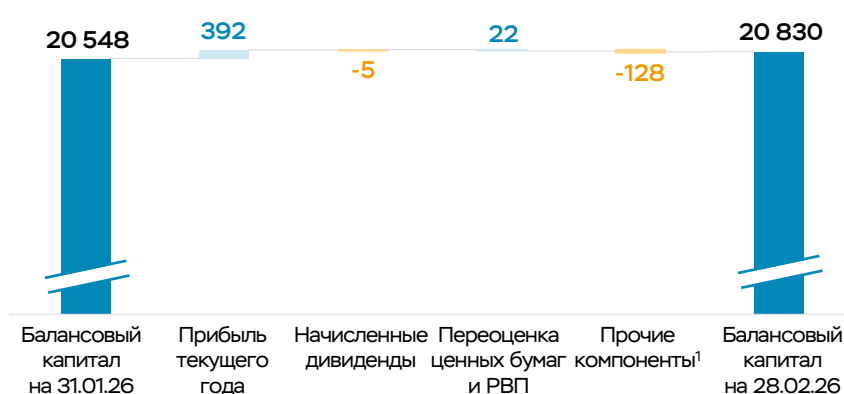 20 548
392
-5
22
-128
20 830
Балансовый
капитал
на 31.01.26
Прибыль
текущего
года
Начисленные
дивиденды
Переоценка
ценных бумаг
и РВП
Прочие
компоненты¹
Балансовый
капитал
на 28.02.26